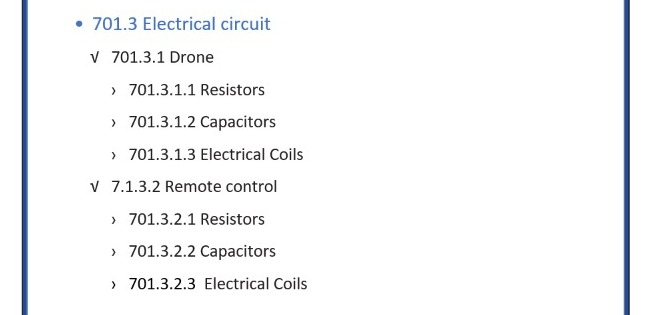 • 701.3 Electrical circuit
√ 701.3.1 Drone
› 701.3.1.1 Resistors
› 701.3.1.2 Capacitors
› 701.3.1.3 Electrical Coils
√ 7.1.3.2 Remote control
› 701.3.2.1 Resistors
› 701.3.2.2 Capacitors
› 701.3.2.3 Electrical Coils